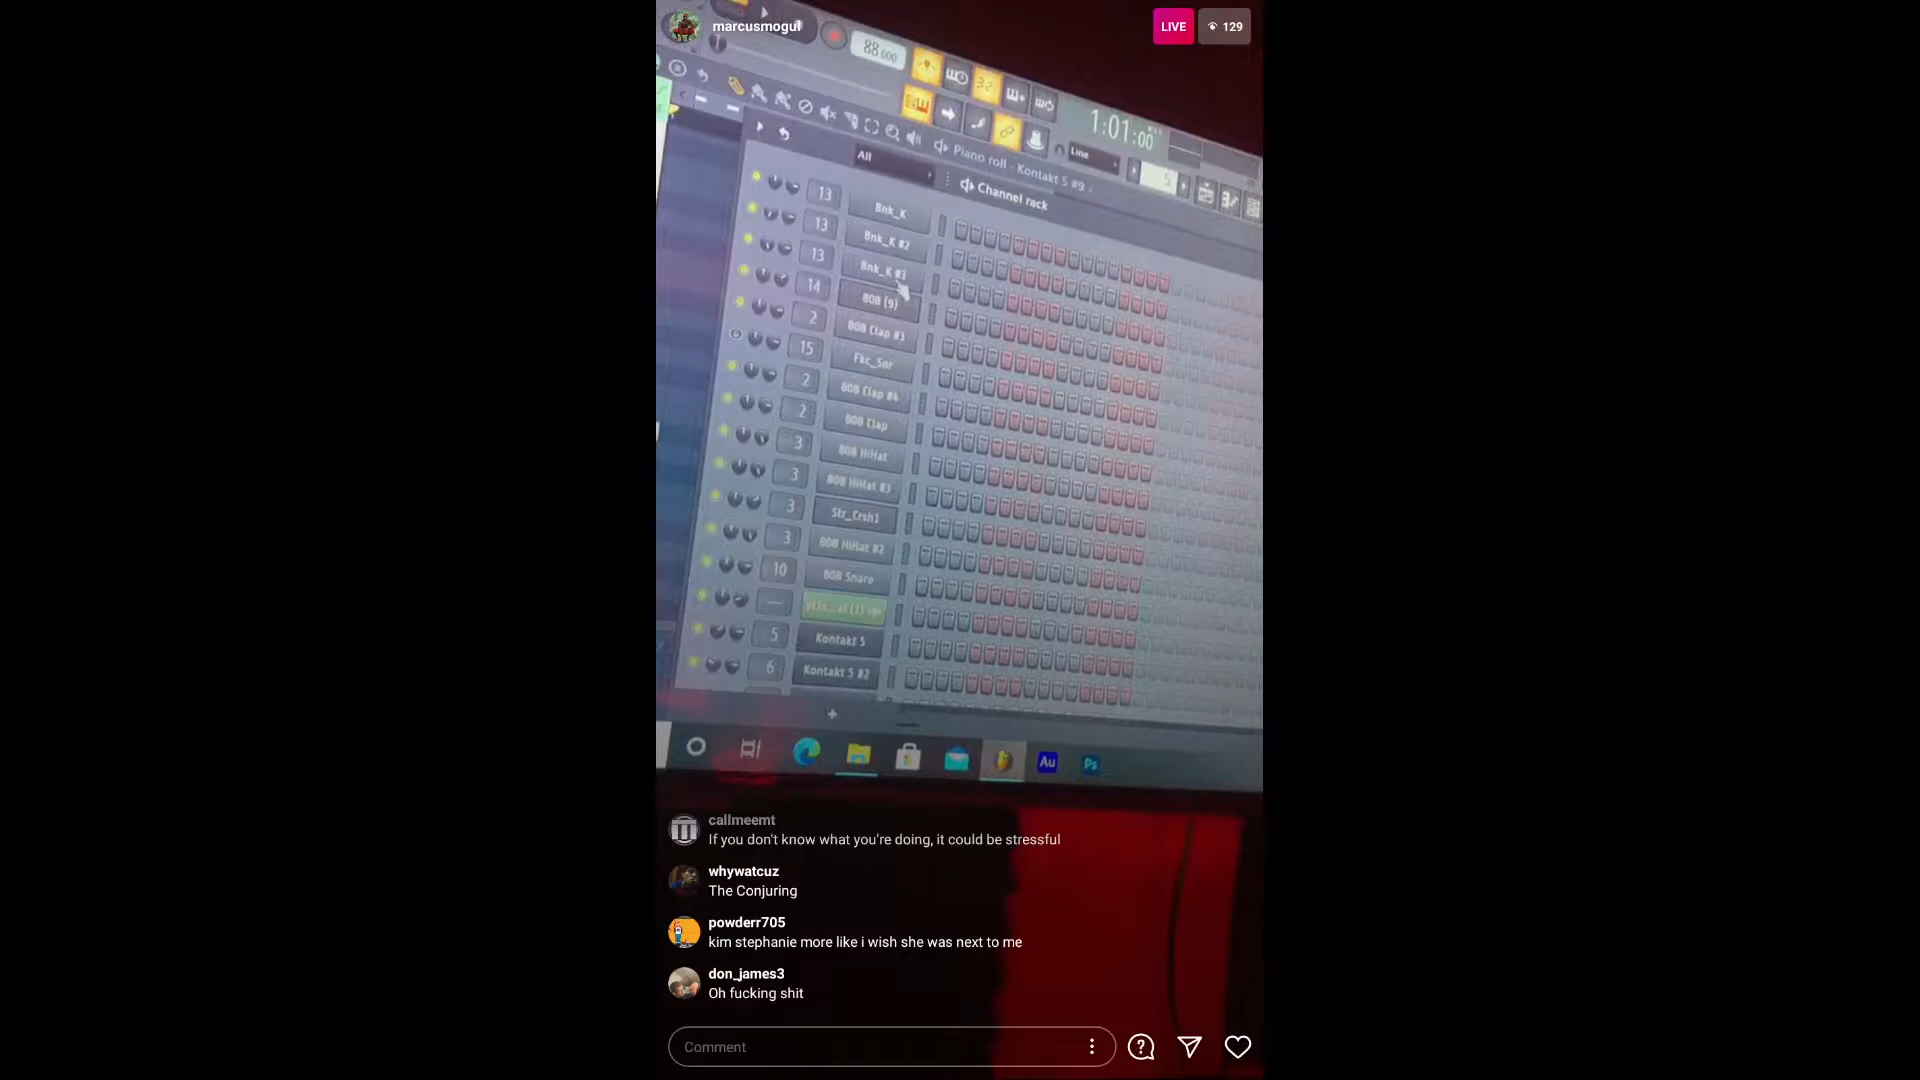 marcusmogul
LIVE
129
88.000
1:01:00
Line
5
Piano roll - Kontakt 5 #9
All
Channel rack
13
Bnk_K
13
Bnk_K #2
13
Bnk_K #3
14
808 (9)
2
808 Clap #3
15
Fkc_Snr
2
808 Clap #4
2
808 Clap
3
808 HiHat
3
808 HiHat #3
3
Str_Crsh1
3
808 HiHat #2
10
808 Snare
5
Kontakt 5
6
Kontakt 5 #2
Au
Ps
callmeemt
If you don't know what you're doing, it could be stressful
whywatcuz
The Conjuring
powderr705
kim stephanie more like i wish she was next to me
don_james3
Oh fucking shit
Comment